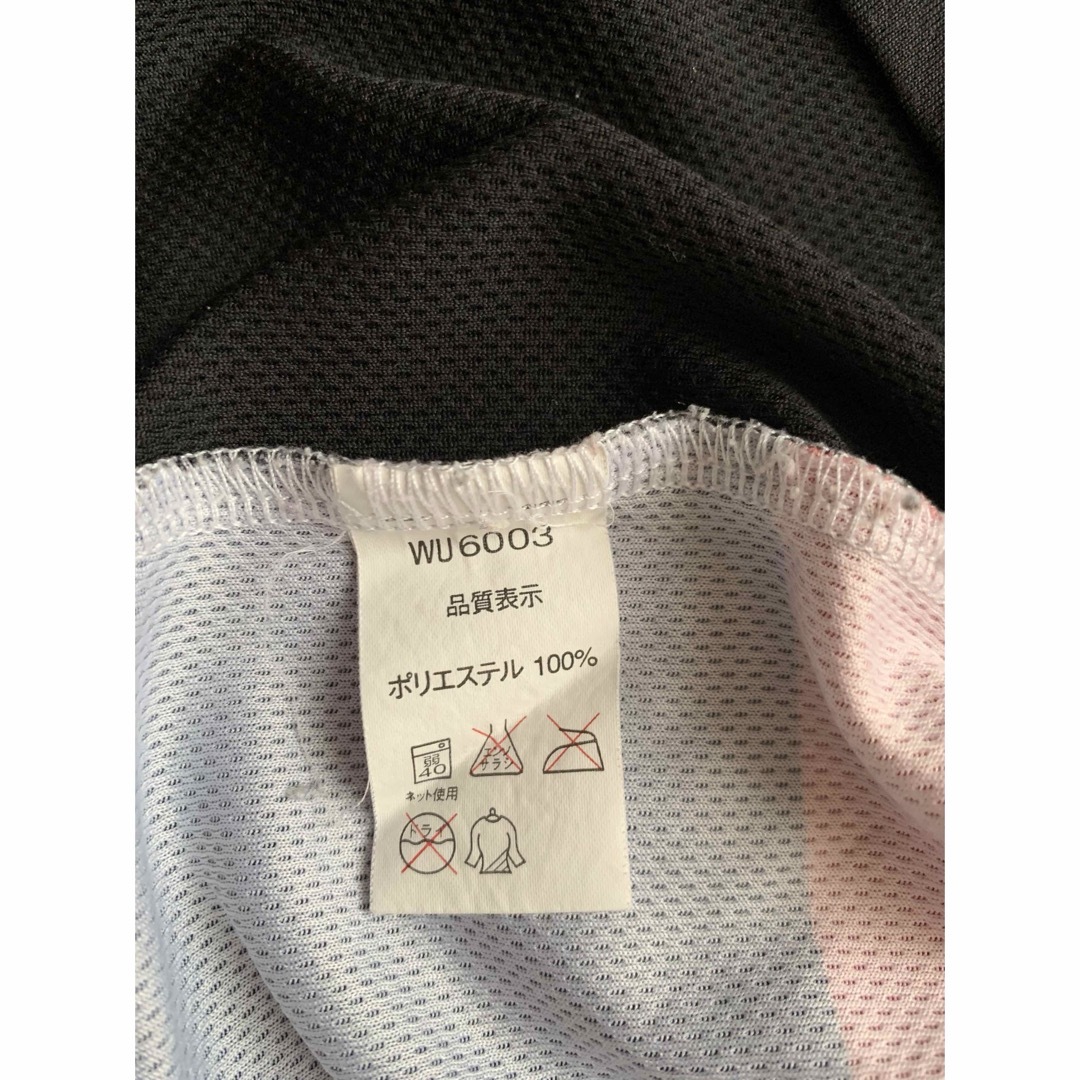 WU6003
品質表示
ポリエステル 100%
弱
40
エンソ
サラシ
ネット使用
ドライ